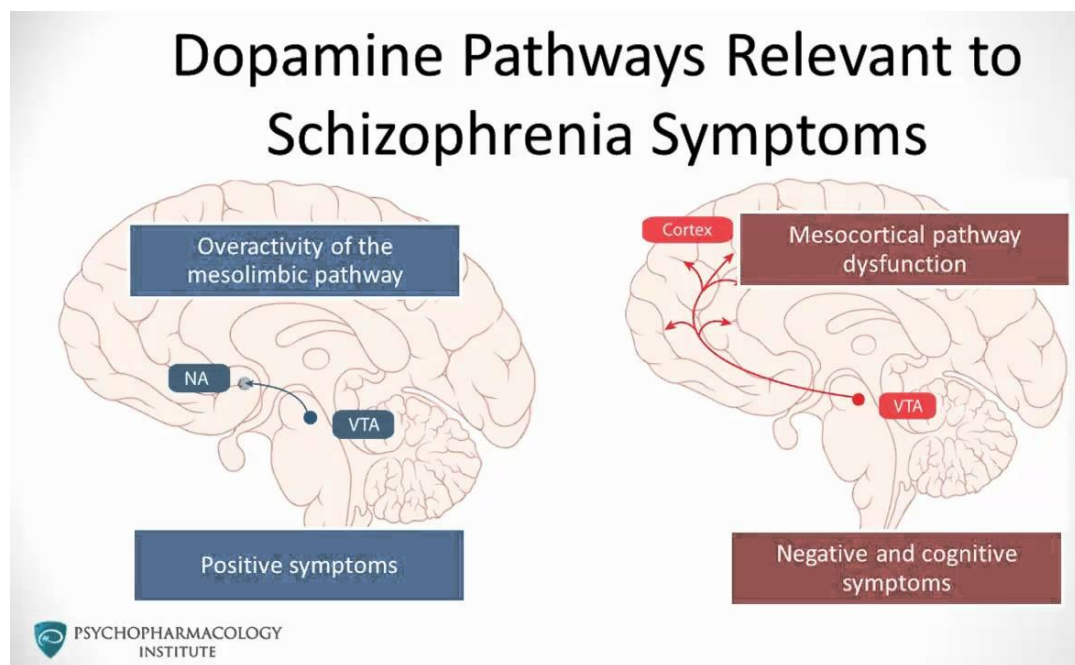 Dopamine Pathways Relevant to
Schizophrenia Symptoms
Overactivity of the
mesolimbic pathway
NA
VTA
Positive symptoms
Cortex
Mesocortical pathway
dysfunction
VTA
Negative and cognitive
symptoms
PSYCHOPHARMACOLOGY
INSTITUTE